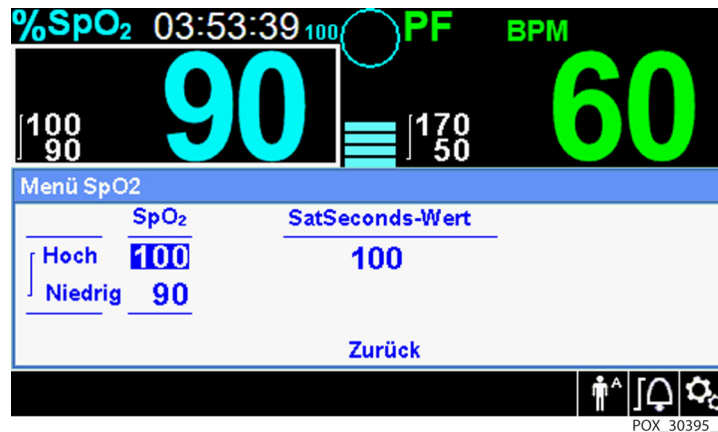 %SpO₂ 03:53:39 100 PF BPM
100 90 90 170 50 60
Menü SpO2
SpO₂ SatSeconds-Wert
Hoch 100 100
Niedrig 90
Zurück
A
POX_30395_